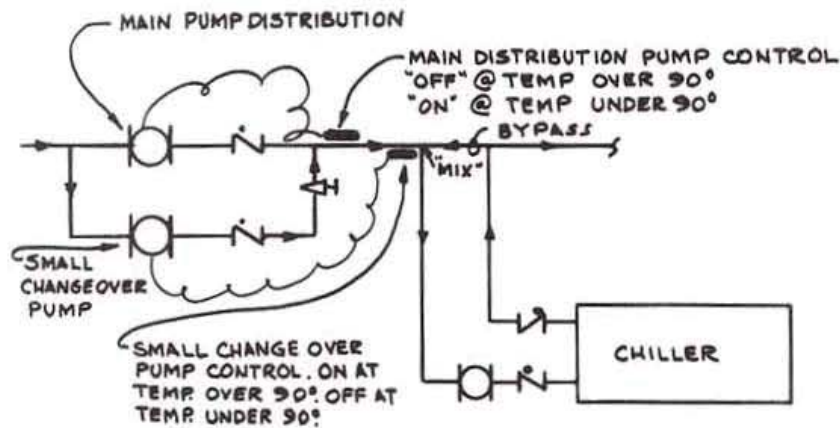 MAIN PUMP DISTRIBUTION
MAIN DISTRIBUTION PUMP CONTROL
"OFF" @ TEMP OVER 90°
"ON" @ TEMP UNDER 90°
BYPASS
"MIX"
SMALL
CHANGEOVER
PUMP
SMALL CHANGE OVER
PUMP CONTROL. ON AT
TEMP. OVER 90°. OFF AT
TEMP. UNDER 90°.
CHILLER